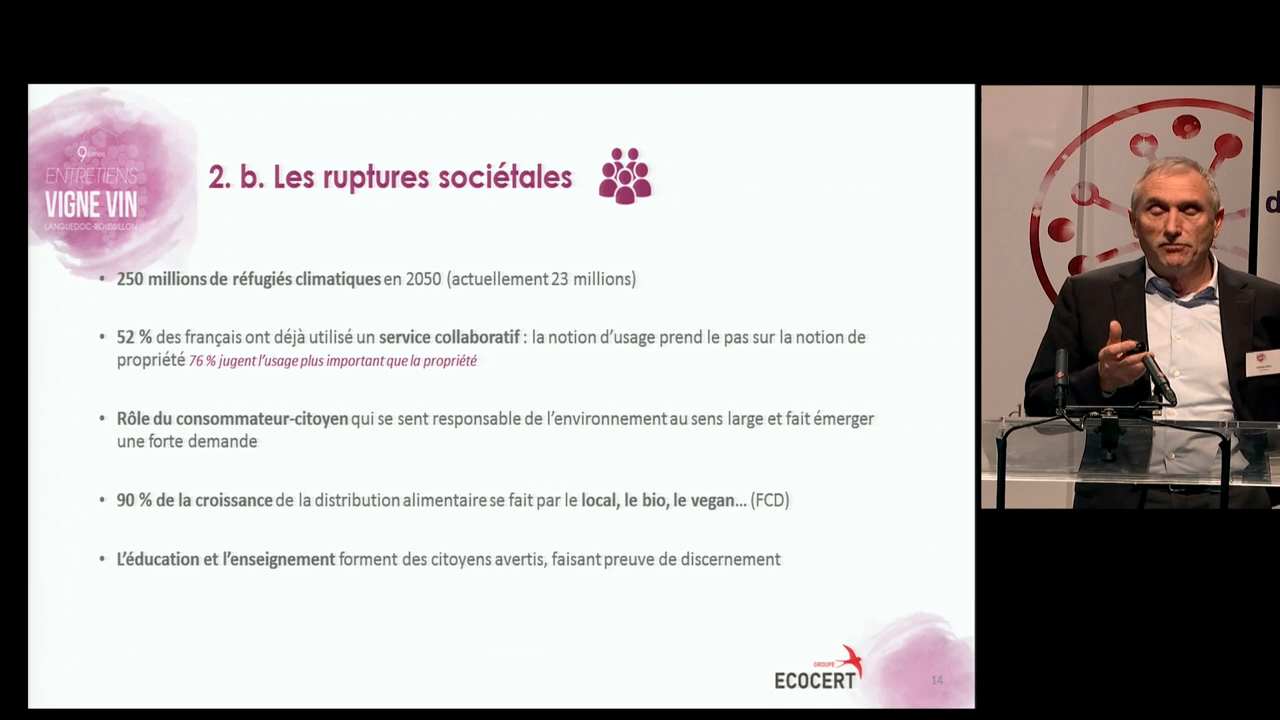 9èmes
ENTRETIENS
VIGNE VIN
LANGUEDOC-ROUSSILLON
2. b. Les ruptures sociétales
• 250 millions de réfugiés climatiques en 2050 (actuellement 23 millions)
• 52 % des français ont déjà utilisé un service collaboratif : la notion d'usage prend le pas sur la notion de
propriété 76 % jugent l'usage plus important que la propriété
• Rôle du consommateur-citoyen qui se sent responsable de l'environnement au sens large et fait émerger
une forte demande
• 90 % de la croissance de la distribution alimentaire se fait par le local, le bio, le vegan... (FCD)
• L'éducation et l'enseignement forment des citoyens avertis, faisant preuve de discernement
GROUPE
ECOCERT
14
d